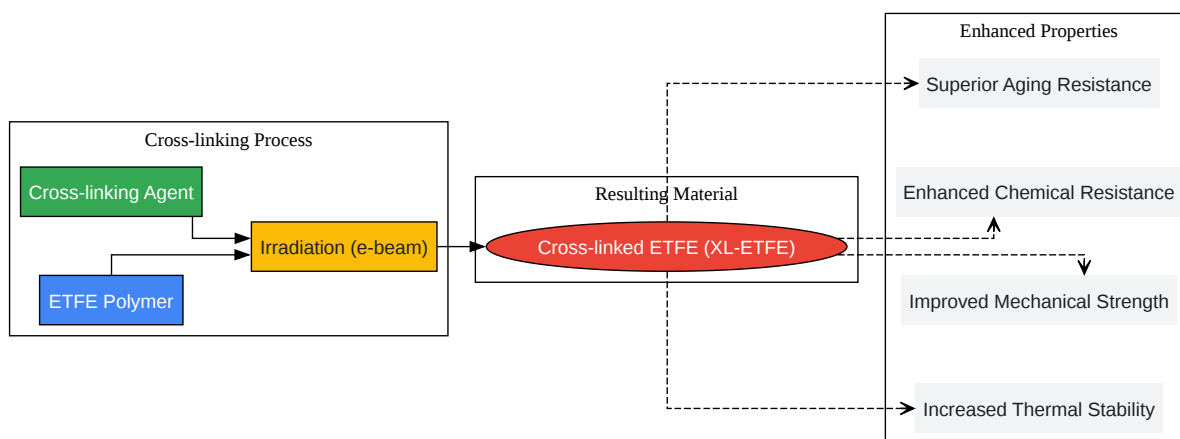 Cross-linking Process
Cross-linking Agent
ETFE Polymer
Irradiation (e-beam)
Resulting Material
Cross-linked ETFE (XL-ETFE)
Enhanced Properties
Superior Aging Resistance
Enhanced Chemical Resistance
Improved Mechanical Strength
Increased Thermal Stability